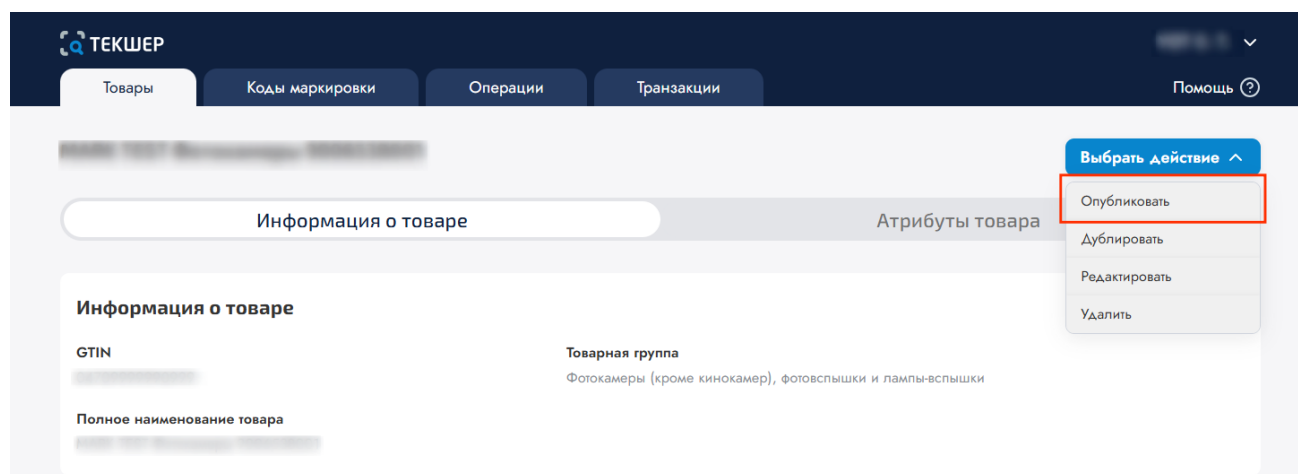 ТЕКШЕР
Товары
Коды маркировки
Операции
Транзакции
Помощь ?
Выбрать действие
Опубликовать
Дублировать
Редактировать
Удалить
Информация о товаре
Атрибуты товара
Информация о товаре
GTIN
Товарная группа
Фотокамеры (кроме кинокамер), фотовспышки и лампы-вспышки
Полное наименование товара